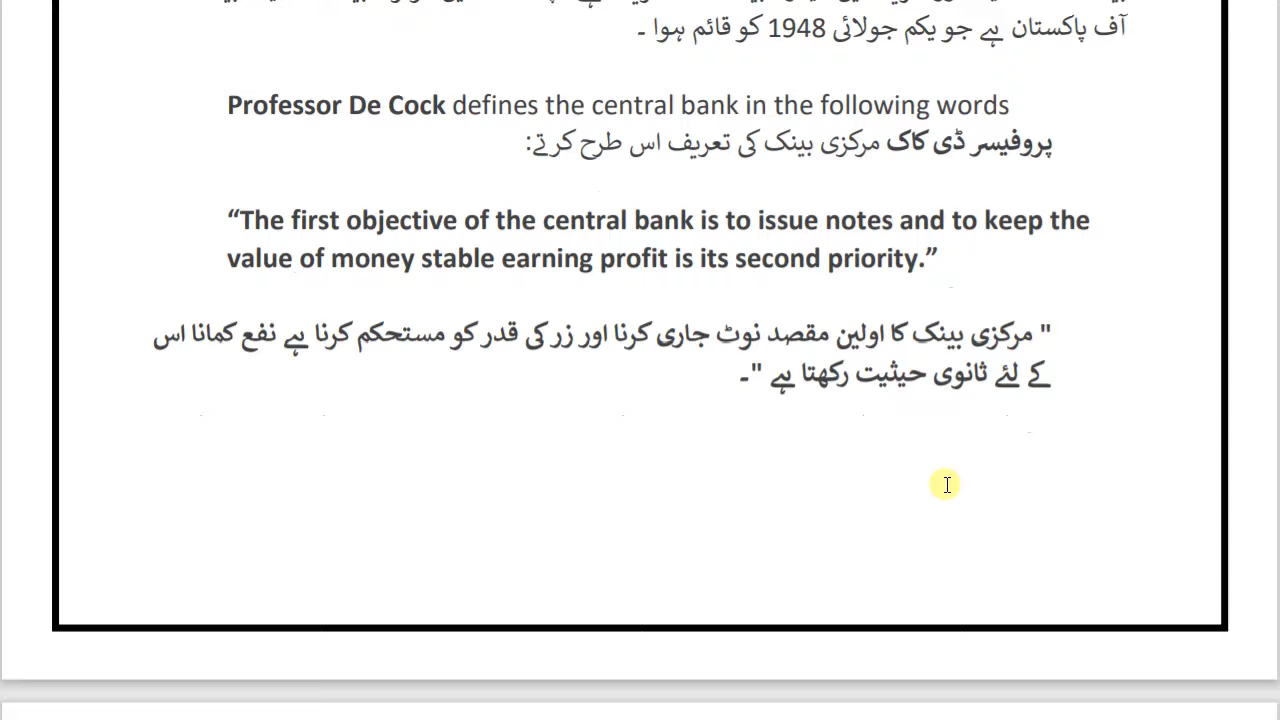 آف پاکستان ہے جو یکم جولائی 1948 کو قائم ہوا ۔
Professor De Cock defines the central bank in the following words
پروفیسر ڈی کاک مرکزی بینک کی تعریف اس طرح کرتے:
“The first objective of the central bank is to issue notes and to keep the
value of money stable earning profit is its second priority.”
" مرکزی بینک کا اولین مقصد نوٹ جاری کرنا اور زر کی قدر کو مستحکم کرنا ہے نفع کمانا اس
کے لئے ثانوی حیثیت رکھتا ہے "۔